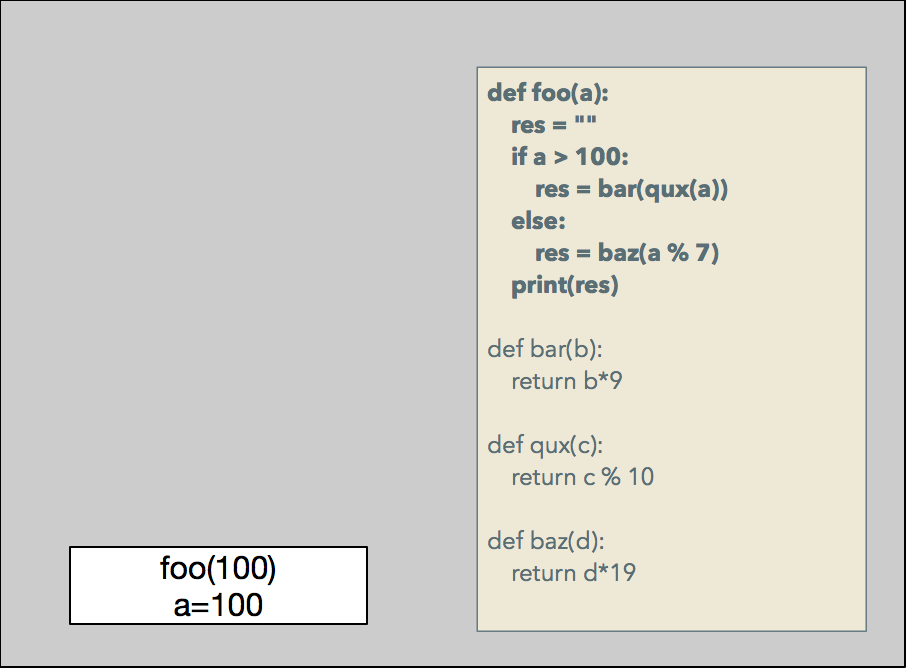 def foo(a):
res = ""
if a > 100:
res = bar(qux(a))
else:
res = baz(a % 7)
print(res)
def bar(b):
return b*9
def qux(c):
return c % 10
def baz(d):
return d*19
foo(100)
a=100